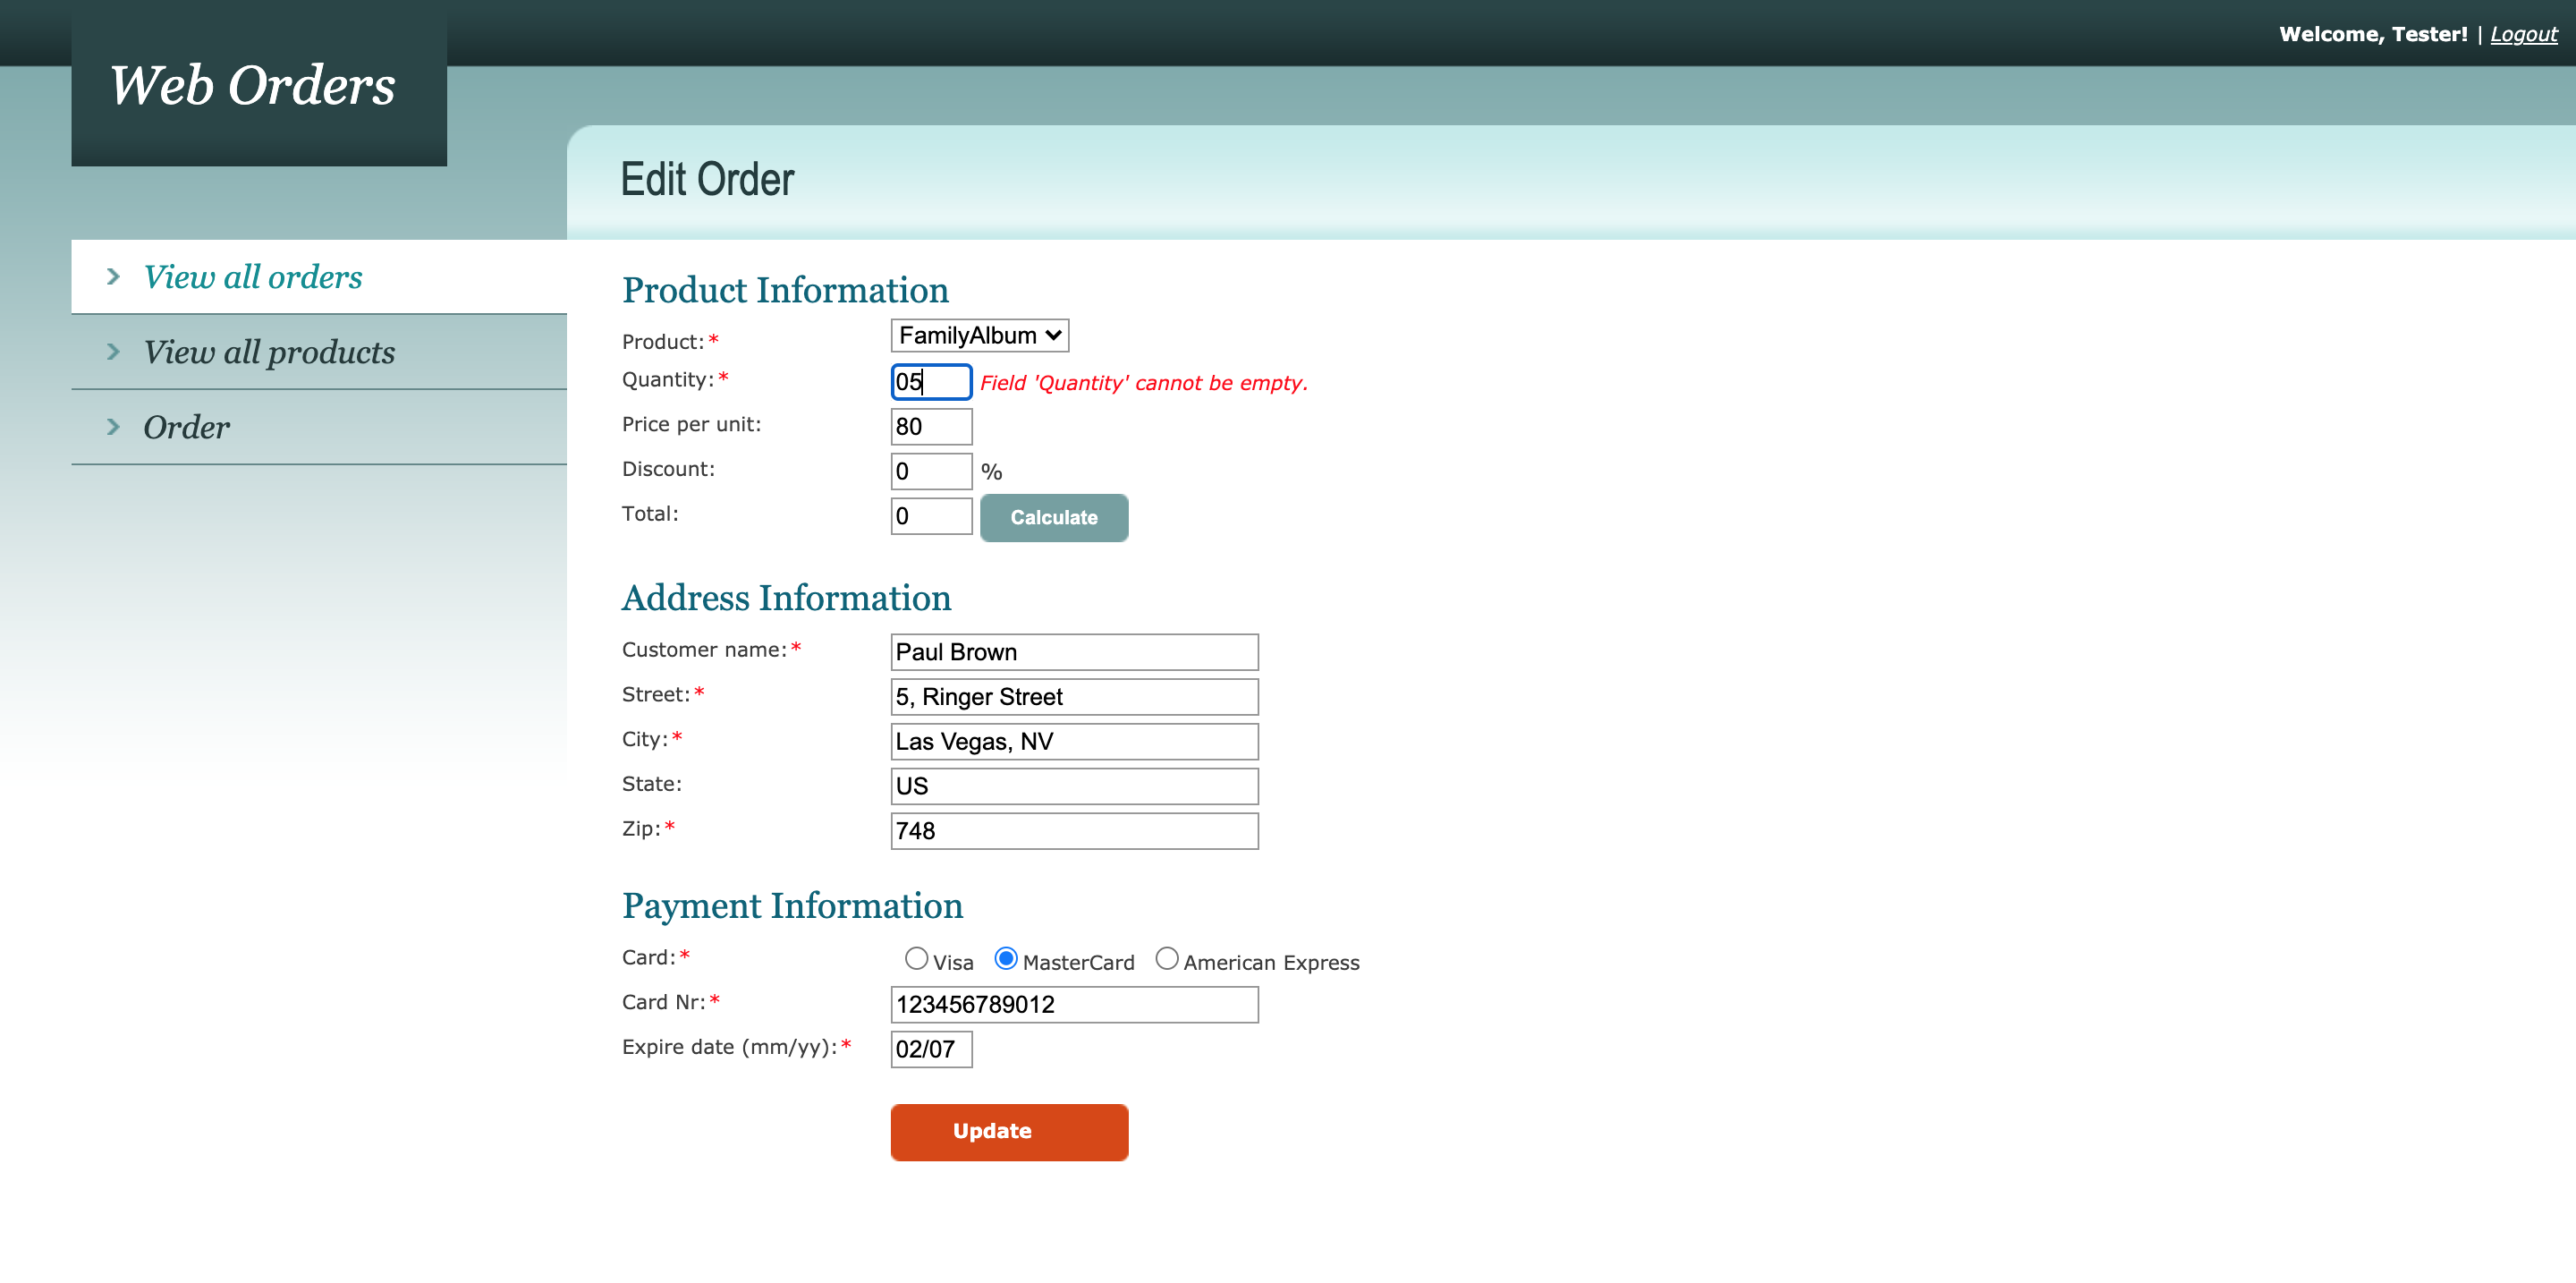 Welcome, Tester! | Logout
Web Orders
Edit Order
View all orders
View all products
Order
Product Information
Product:* FamilyAlbum
Quantity:* 05 Field 'Quantity' cannot be empty.
Price per unit: 80
Discount: 0 %
Total: 0 Calculate
Address Information
Customer name:* Paul Brown
Street:* 5, Ringer Street
City:* Las Vegas, NV
State: US
Zip:* 748
Payment Information
Card:* Visa MasterCard American Express
Card Nr:* 123456789012
Expire date (mm/yy):* 02/07
Update